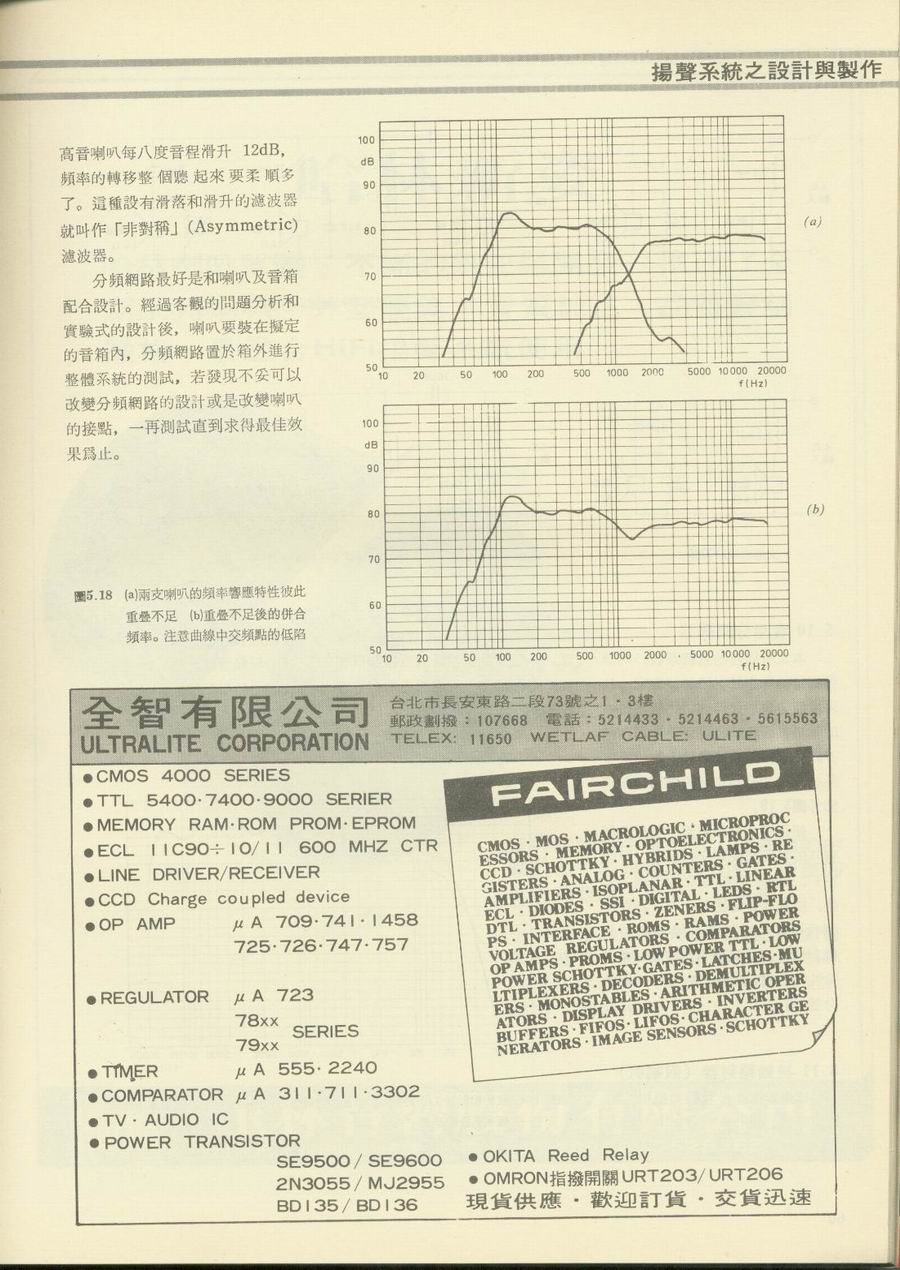 揚聲系統之設計與製作
高音喇叭每八度音程滑升 12dB，
頻率的轉移整 個聽 起來 要柔 順多
了。這種設有滑落和滑升的濾波器
就叫作「非對稱」(Asymmetric)
濾波器。
分頻網路最好是和喇叭及音箱
配合設計。經過客觀的問題分析和
實驗式的設計後，喇叭要裝在擬定
的音箱內，分頻網路置於箱外進行
整體系統的測試，若發現不妥可以
改變分頻網路的設計或是改變喇叭
的接點，一再測試直到求得最佳效
果爲止。
圖5.18 (a)兩支喇叭的頻率響應特性彼此
重疊不足 (b)重疊不足後的併合
頻率。注意曲線中交頻點的低陷
100
dB
90
80
70
60
50
10 20 50 100 200 500 1000 2000 5000 10000 20000
f(Hz)
(a)
100
dB
90
80
70
60
50
10 20 50 100 200 500 1000 2000 5000 10000 20000
f(Hz)
(b)
全智有限公司
ULTRALITE CORPORATION
台北市長安東路二段73號之1・3樓
郵政劃撥：107668 電話：5214433・5214463・5615563
TELEX: 11650 WETLAF CABLE: ULITE
●CMOS 4000 SERIES
●TTL 5400·7400·9000 SERIER
●MEMORY RAM·ROM PROM·EPROM
●ECL 11C90÷10/11 600 MHZ CTR
●LINE DRIVER/RECEIVER
●CCD Charge coupled device
●OP AMP μA 709·741·1458
725·726·747·757
●REGULATOR μA 723
78xx
SERIES
79xx
●TIMER μA 555·2240
●COMPARATOR μA 311·711·3302
●TV·AUDIO IC
●POWER TRANSISTOR
SE9500/SE9600
2N3055/MJ2955
BD135/BD136
FAIRCHILD
CMOS · MOS · MACROLOGIC · MICROPROC
ESSORS · MEMORY · OPTOELECTRONICS ·
CCD · SCHOTTKY · HYBRIDS · LAMPS · RE
GISTERS · ANALOG · COUNTERS · GATES ·
AMPLIFIERS · ISOPLANAR · TTL · LINEAR
ECL · DIODES · SSI · DIGITAL · LEDS · RTL
DTL · TRANSISTORS · ZENERS · FLIP-FLO
PS · INTERFACE · ROMS · RAMS · POWER
VOLTAGE REGULATORS · COMPARATORS
OP AMPS · PROMS · LOW POWER TTL · LOW
POWER SCHOTTKY·GATES·LATCHES·MU
LTIPLEXERS · DECODERS · DEMULTIPLEX
ERS · MONOSTABLES · ARITHMETIC OPER
ATORS · DISPLAY DRIVERS · INVERTERS
BUFFERS · FIFOS · LIFOS · CHARACTER GE
NERATORS · IMAGE SENSORS · SCHOTTKY
●OKITA Reed Relay
●OMRON指撥開關URT203/URT206
現貨供應・歡迎訂貨・交貨迅速